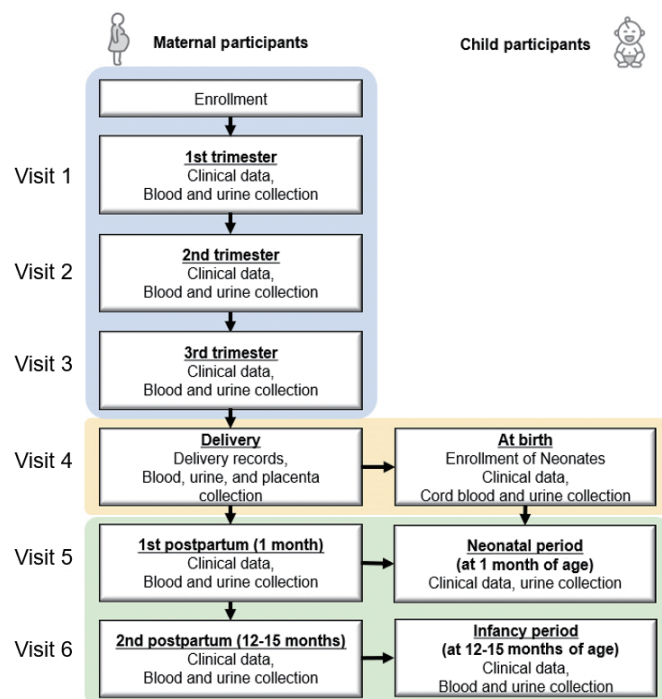 Maternal participants
Child participants
Enrollment
Visit 1
1st trimester
Clinical data,
Blood and urine collection
Visit 2
2nd trimester
Clinical data,
Blood and urine collection
Visit 3
3rd trimester
Clinical data,
Blood and urine collection
Visit 4
Delivery
Delivery records,
Blood, urine, and placenta
collection
At birth
Enrollment of Neonates
Clinical data,
Cord blood and urine collection
Visit 5
1st postpartum (1 month)
Clinical data,
Blood and urine collection
Neonatal period
(at 1 month of age)
Clinical data, urine collection
Visit 6
2nd postpartum (12-15 months)
Clinical data,
Blood and urine collection
Infancy period
(at 12-15 months of age)
Clinical data,
Blood and urine collection